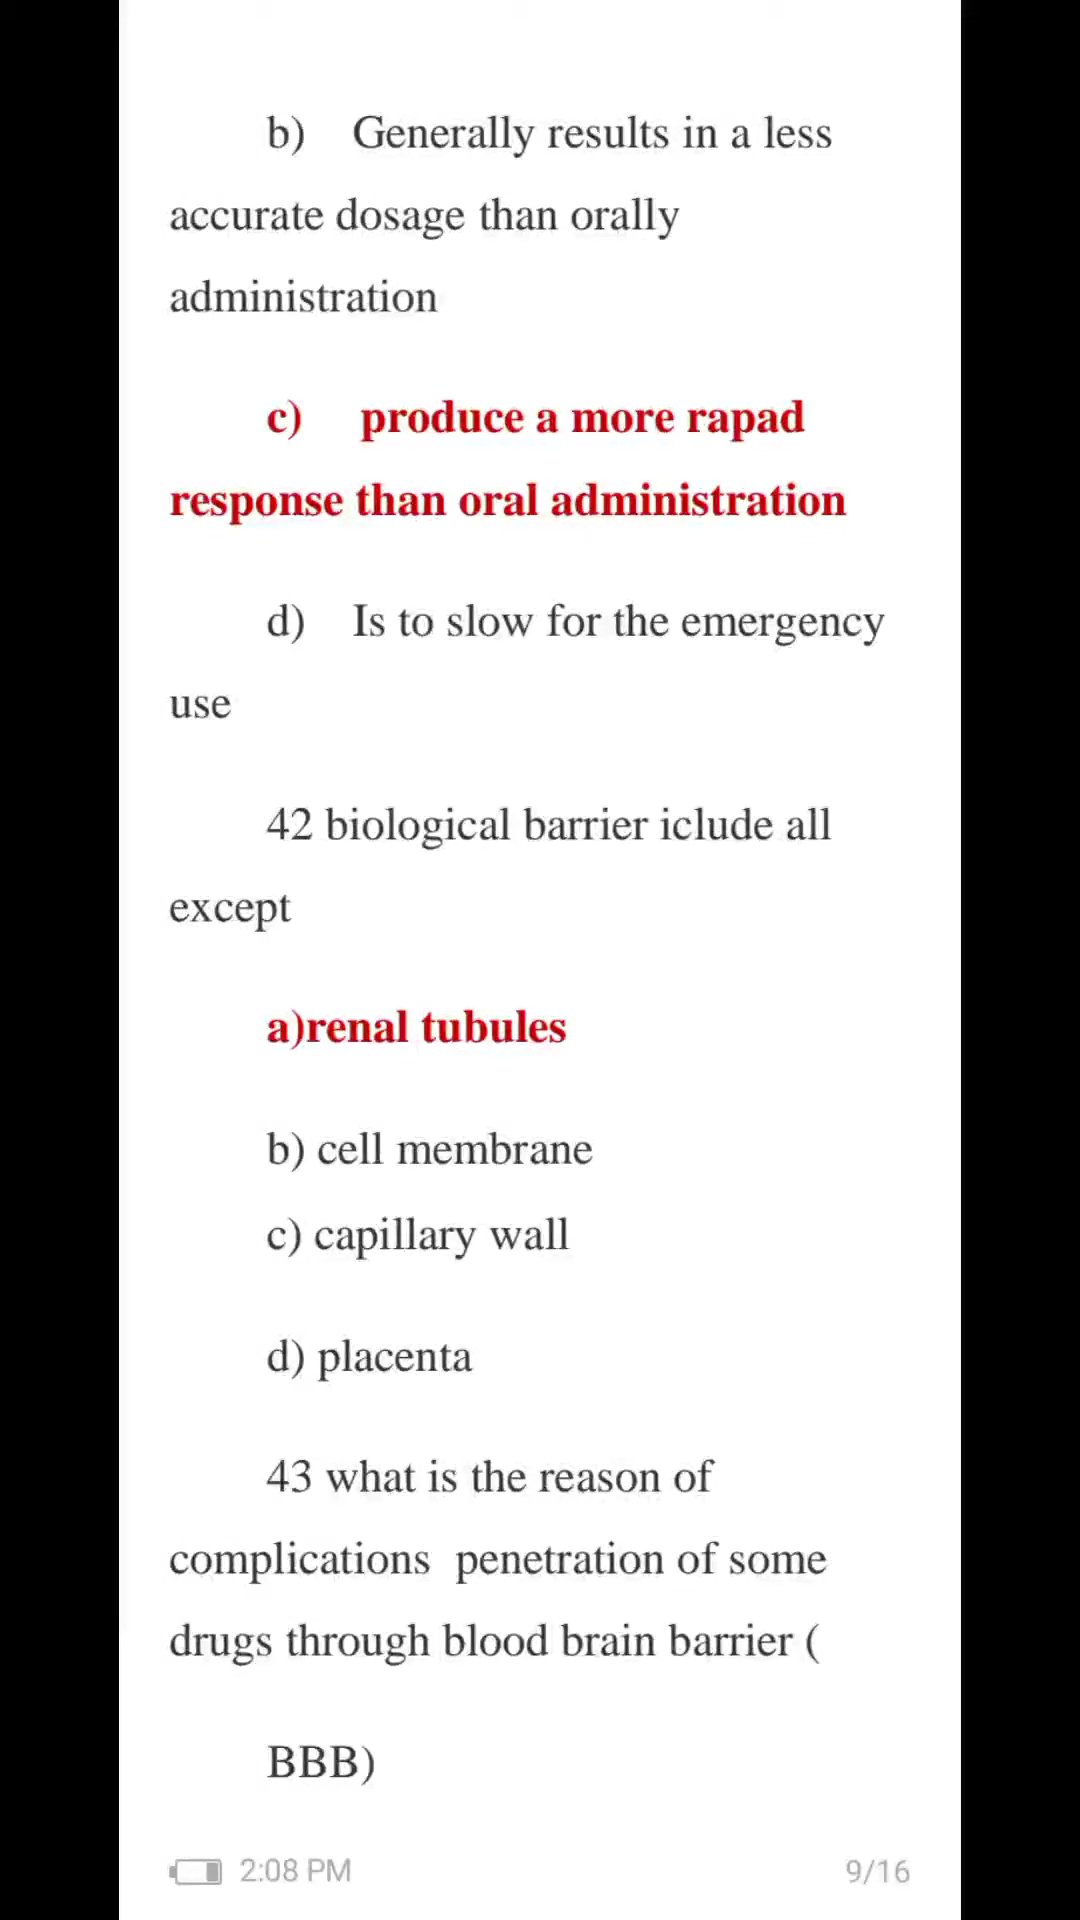 b) Generally results in a less
accurate dosage than orally
administration
c) produce a more rapad
response than oral administration
d) Is to slow for the emergency
use
42 biological barrier iclude all
except
a)renal tubules
b) cell membrane
c) capillary wall
d) placenta
43 what is the reason of
complications penetration of some
drugs through blood brain barrier (
BBB)
2:08 PM
9/16